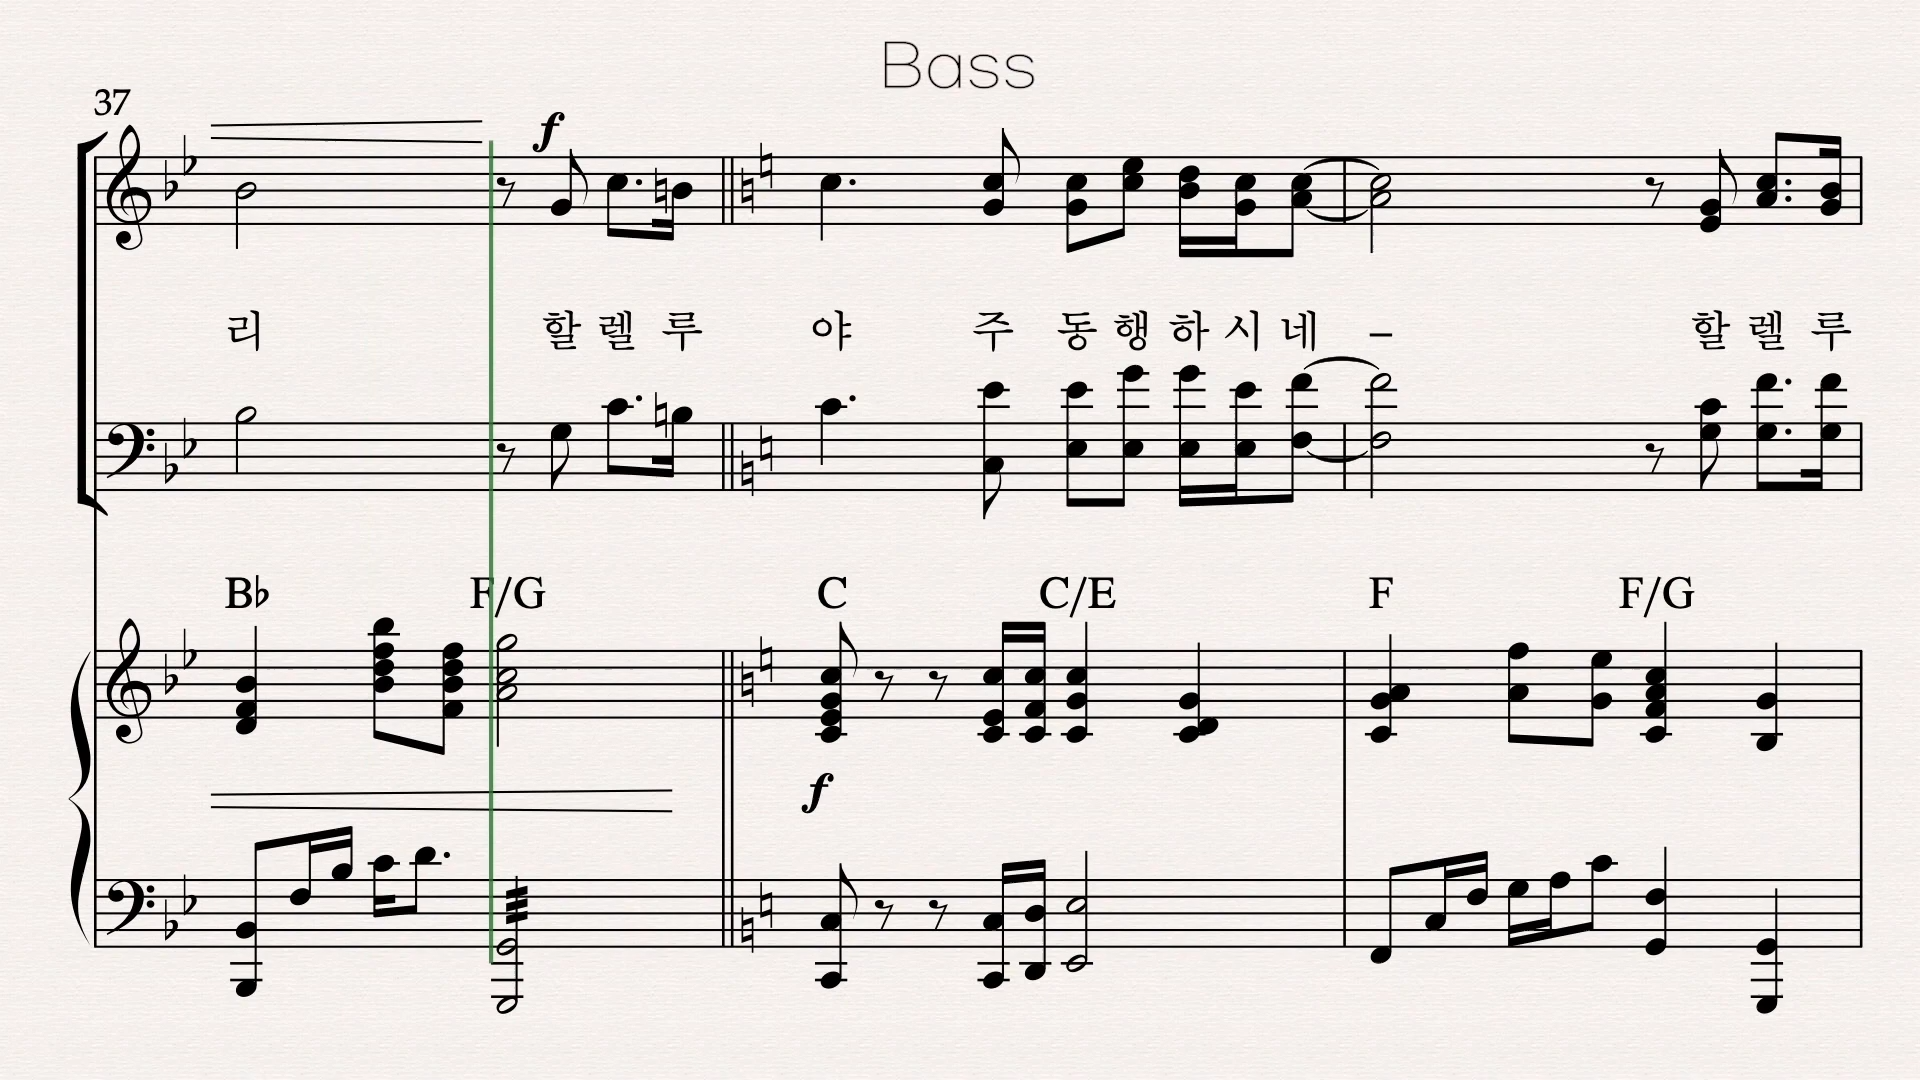 Bass
37
f
리 할 렐 루 야 주 동 행 하 시 네 – 할 렐 루
B♭ F/G C C/E F F/G
f